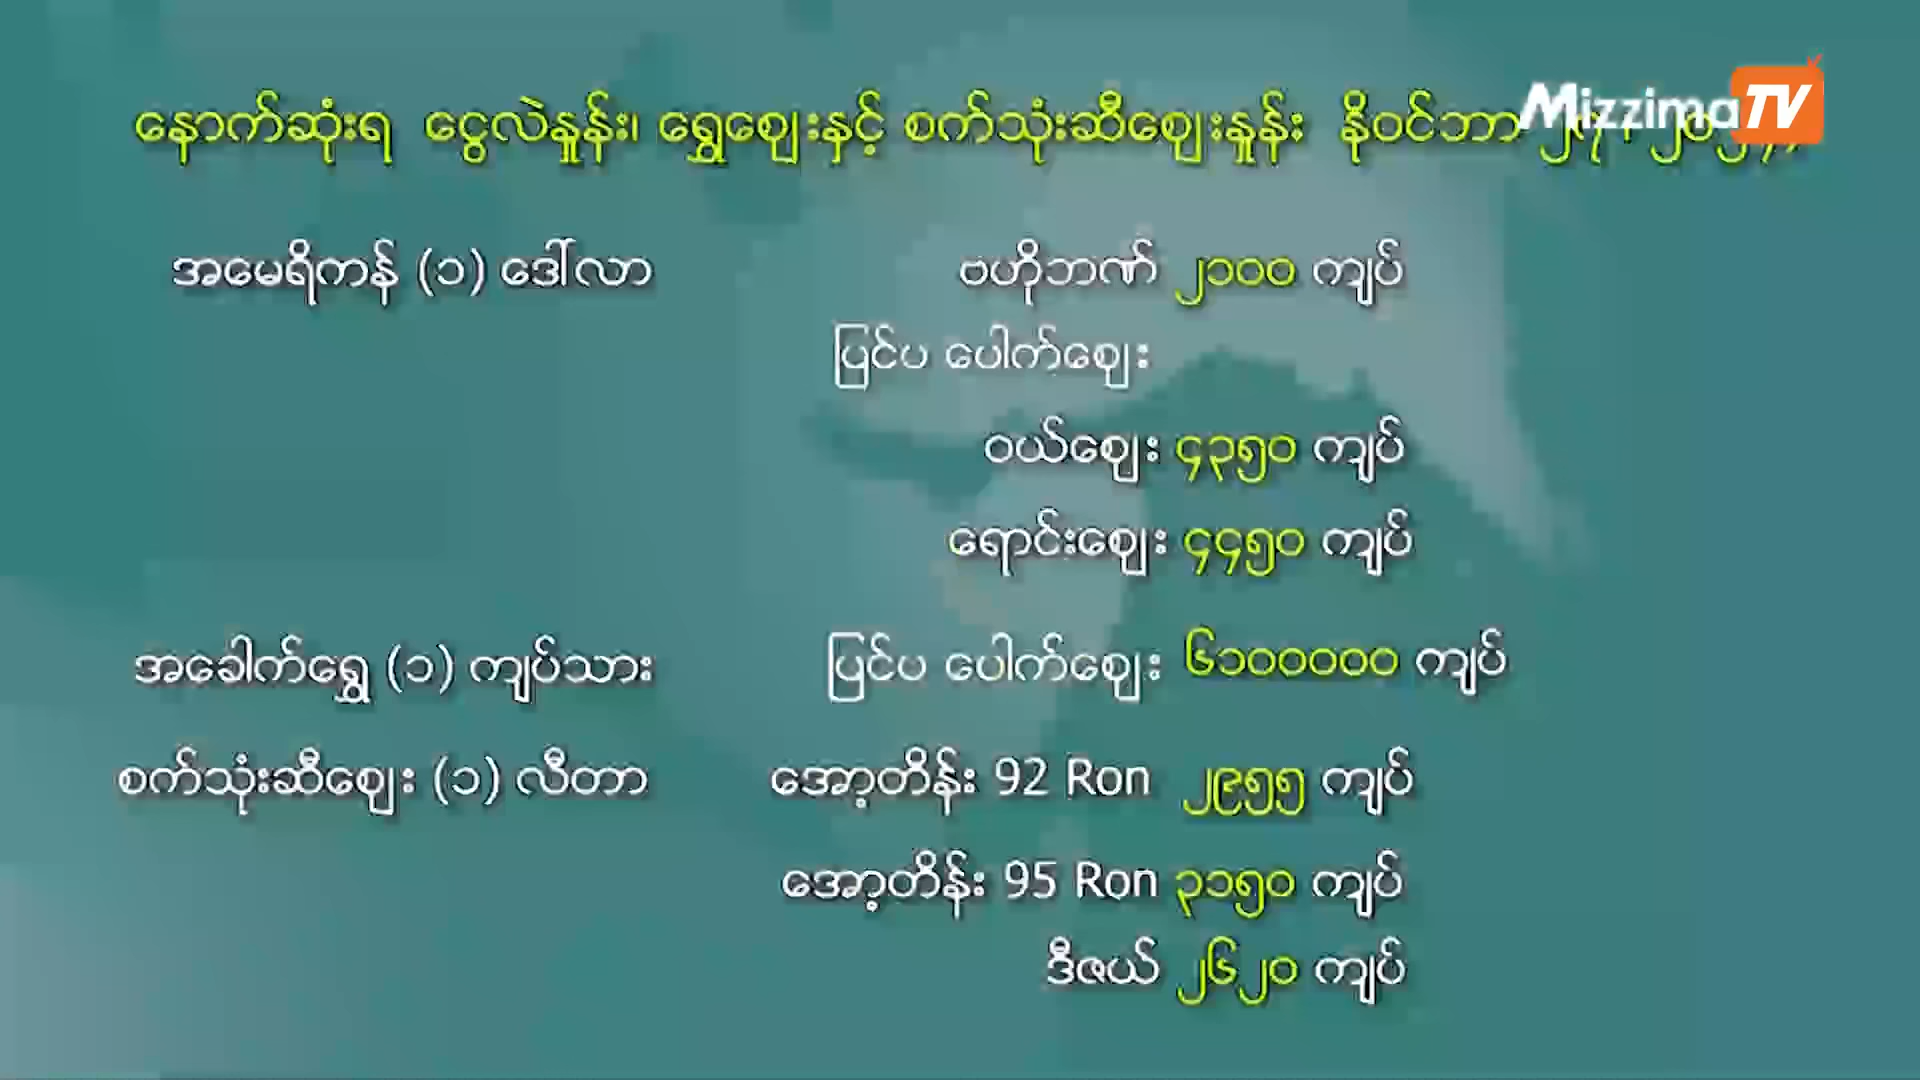 Mizzima TV
နောက်ဆုံးရ ငွေလဲနှုန်း၊ ရွှေဈေးနှင့် စက်သုံးဆီဈေးနှုန်း နိုဝင်ဘာ
အမေရိကန် (၁) ဒေါ်လာ ဗဟိုဘဏ် ၂၁၀၀ ကျပ်
ပြင်ပ ပေါက်ဈေး
ဝယ်ဈေး ၄၃၅၀ ကျပ်
ရောင်းဈေး ၄၄၅၀ ကျပ်
အခေါက်ရွှေ (၁) ကျပ်သား ပြင်ပ ပေါက်ဈေး ၆၁၀၀၀၀၀ ကျပ်
စက်သုံးဆီဈေး (၁) လီတာ အော့တိန်း 92 Ron ၂၉၅၅ ကျပ်
အော့တိန်း 95 Ron ၃၁၅၀ ကျပ်
ဒီဇယ် ၂၆၂၀ ကျပ်